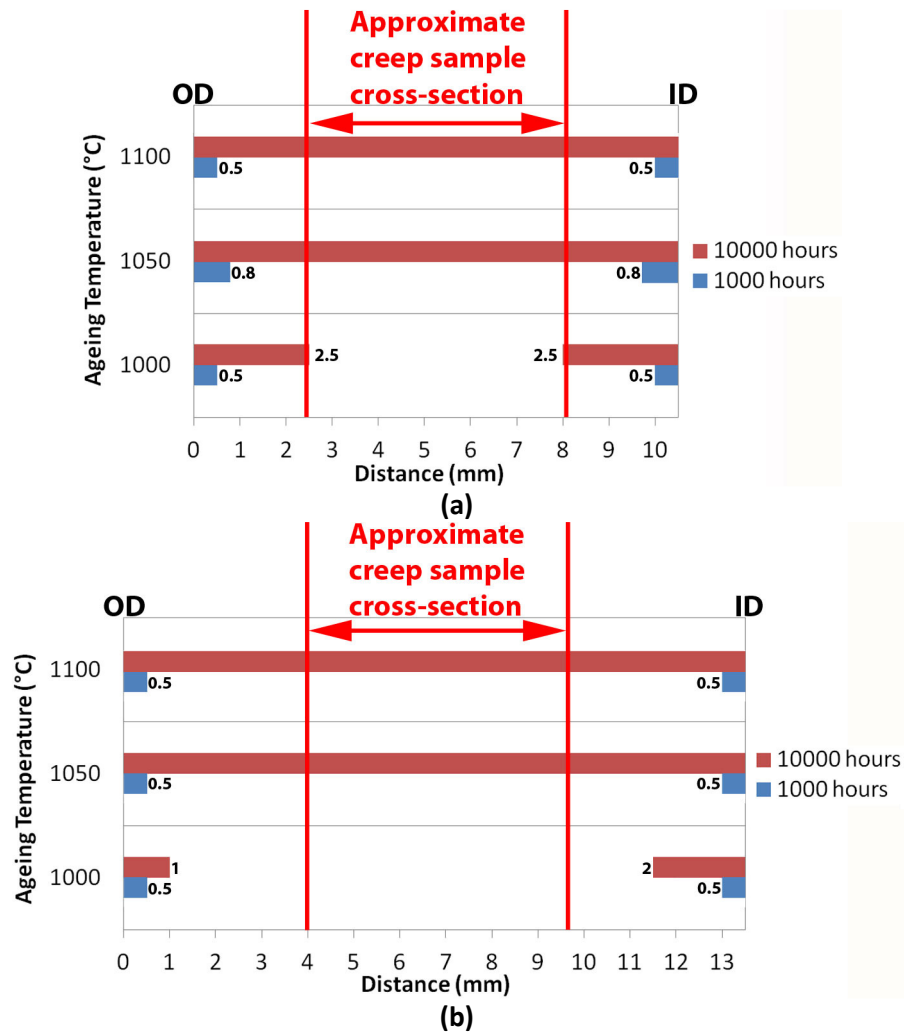 Approximate
creep sample
cross-section
OD
ID
Ageing Temperature (°C)
1100
0.5
0.5
1050
0.8
0.8
1000
2.5
2.5
0.5
0.5
10000 hours
1000 hours
0 1 2 3 4 5 6 7 8 9 10
Distance (mm)
(a)
Approximate
creep sample
cross-section
OD
ID
Ageing Temperature (°C)
1100
0.5
0.5
1050
0.5
0.5
1000
1
2
0.5
0.5
10000 hours
1000 hours
0 1 2 3 4 5 6 7 8 9 10 11 12 13
Distance (mm)
(b)